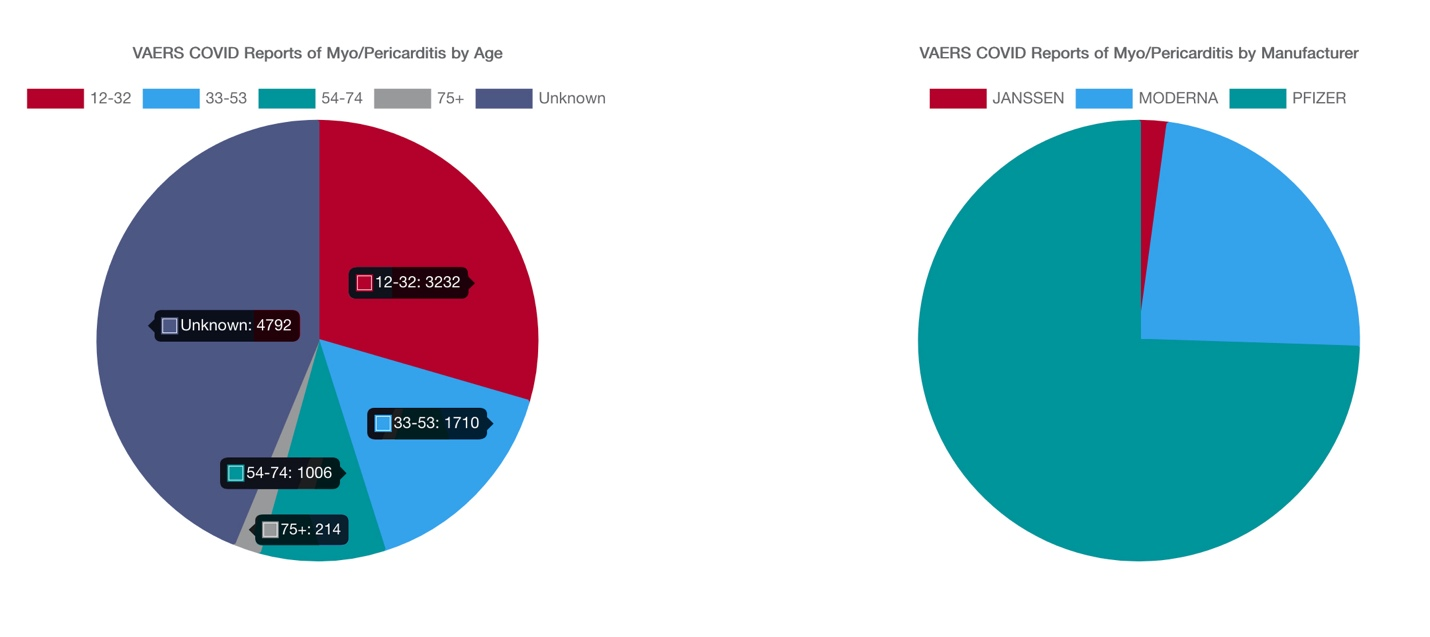 VAERS COVID Reports of Myo/Pericarditis by Age
12-32 33-53 54-74 75+ Unknown
12-32: 3232
Unknown: 4792
33-53: 1710
54-74: 1006
75+: 214
VAERS COVID Reports of Myo/Pericarditis by Manufacturer
JANSSEN MODERNA PFIZER